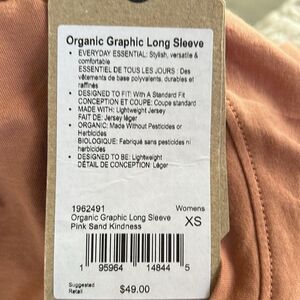 Organic Graphic Long Sleeve
• EVERYDAY ESSENTIAL: Stylish, versatile &
comfortable
ESSENTIEL DE TOUS LES JOURS : Des
vêtements de base polyvalents, durables et
raffinés
• DESIGNED TO FIT: With A Standard Fit
CONCEPTION ET COUPE: Coupe standard
• MADE WITH: Lightweight Jersey
FAIT DE: Jersey léger
• ORGANIC: Made Without Pesticides or
Herbicides
BIOLOGIQUE: Fabriqué sans pesticides ni
herbicides
• DESIGNED TO BE: Lightweight
DÉTAIL DE CONCEPTION: Léger
1962491 Womens
Organic Graphic Long Sleeve XS
Pink Sand Kindness
1 95964 14844 5
Suggested
Retail $49.00